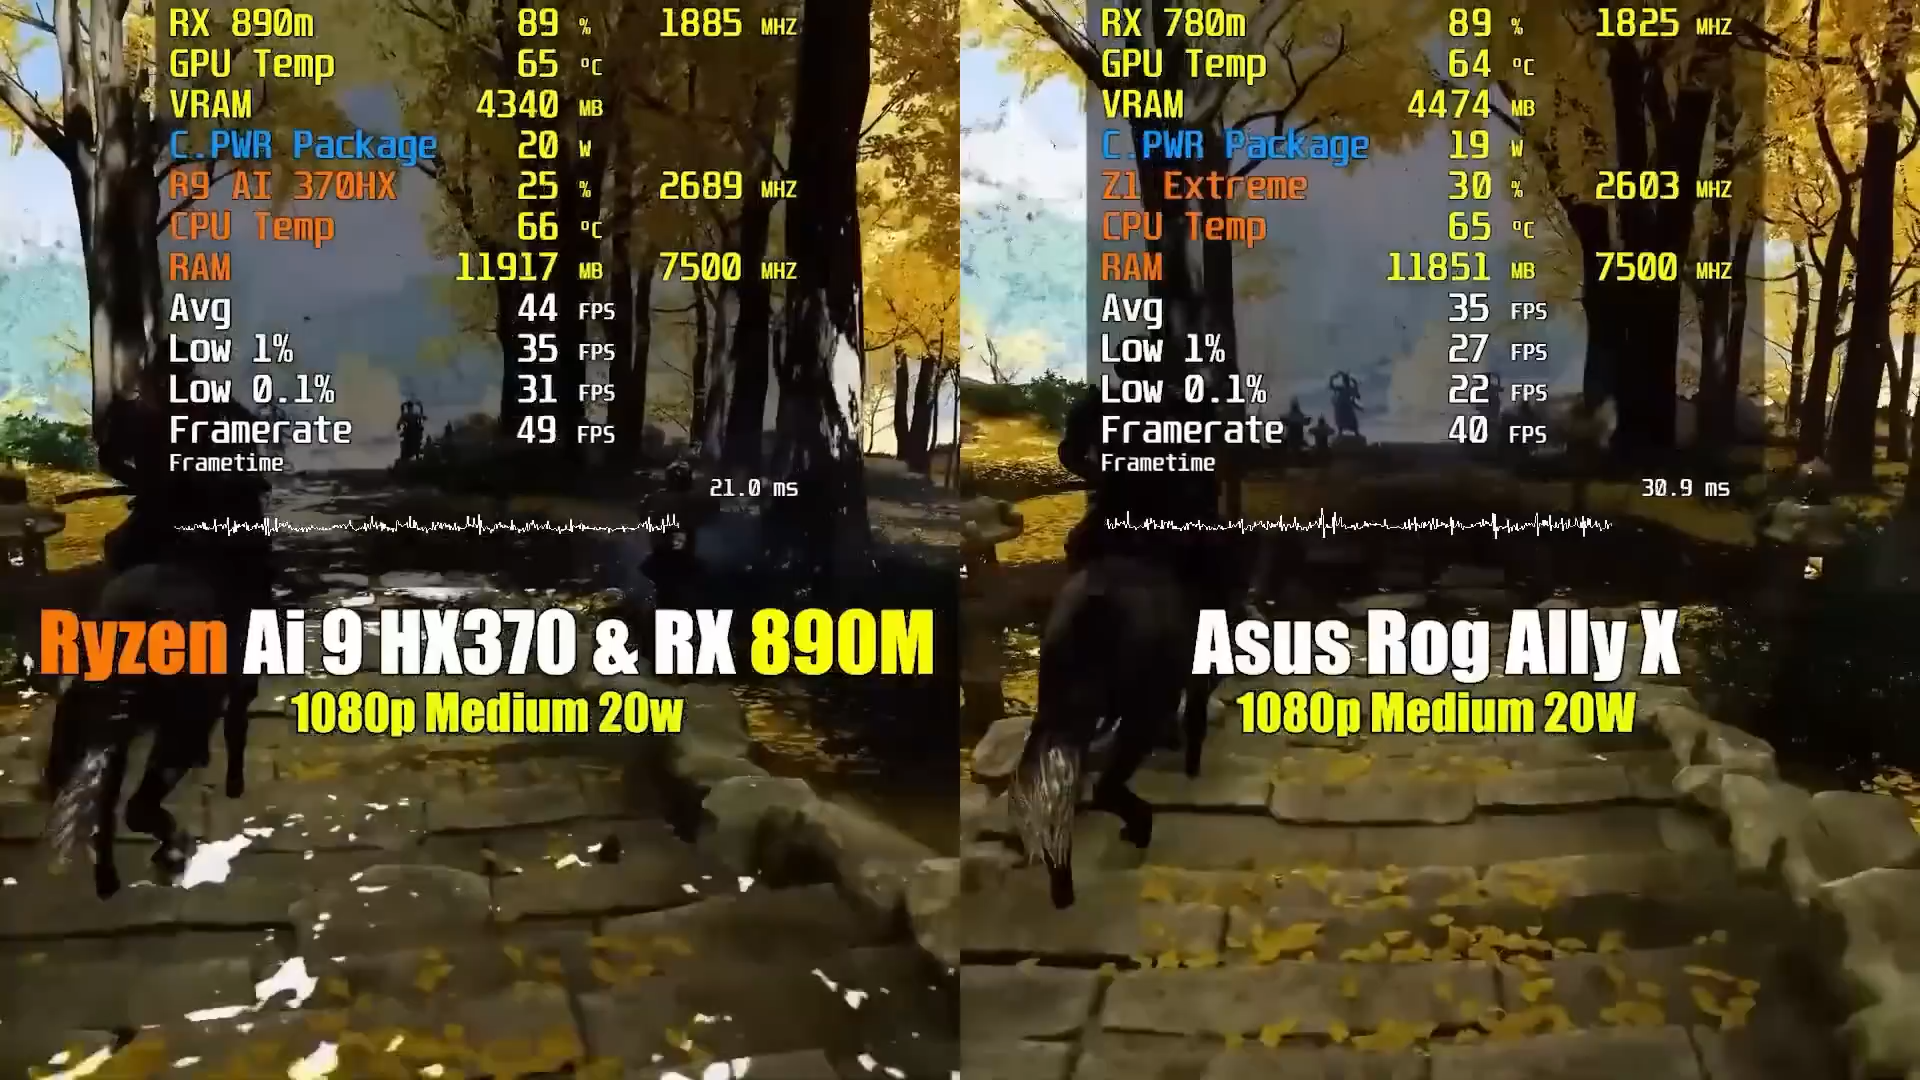 RX 890m 89 % 1885 MHZ
GPU Temp 65 °C
VRAM 4340 MB
C.PWR Package 20 W
R9 AI 370HX 25 % 2689 MHZ
CPU Temp 66 °C
RAM 11917 MB 7500 MHZ
Avg 44 FPS
Low 1% 35 FPS
Low 0.1% 31 FPS
Framerate 49 FPS
Frametime
21.0 ms
Ryzen Ai 9 HX370 & RX 890M
1080p Medium 20w
RX 780m 89 % 1825 MHZ
GPU Temp 64 °C
VRAM 4474 MB
C.PWR Package 19 W
Z1 Extreme 30 % 2603 MHZ
CPU Temp 65 °C
RAM 11851 MB 7500 MHZ
Avg 35 FPS
Low 1% 27 FPS
Low 0.1% 22 FPS
Framerate 40 FPS
Frametime
30.9 ms
Asus Rog Ally X
1080p Medium 20W